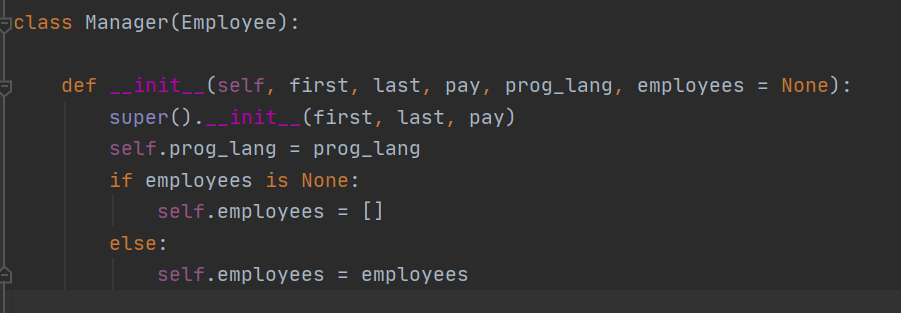 class Manager(Employee):
    def __init__(self, first, last, pay, prog_lang, employees = None):
        super().__init__(first, last, pay)
        self.prog_lang = prog_lang
        if employees is None:
            self.employees = []
        else:
            self.employees = employees